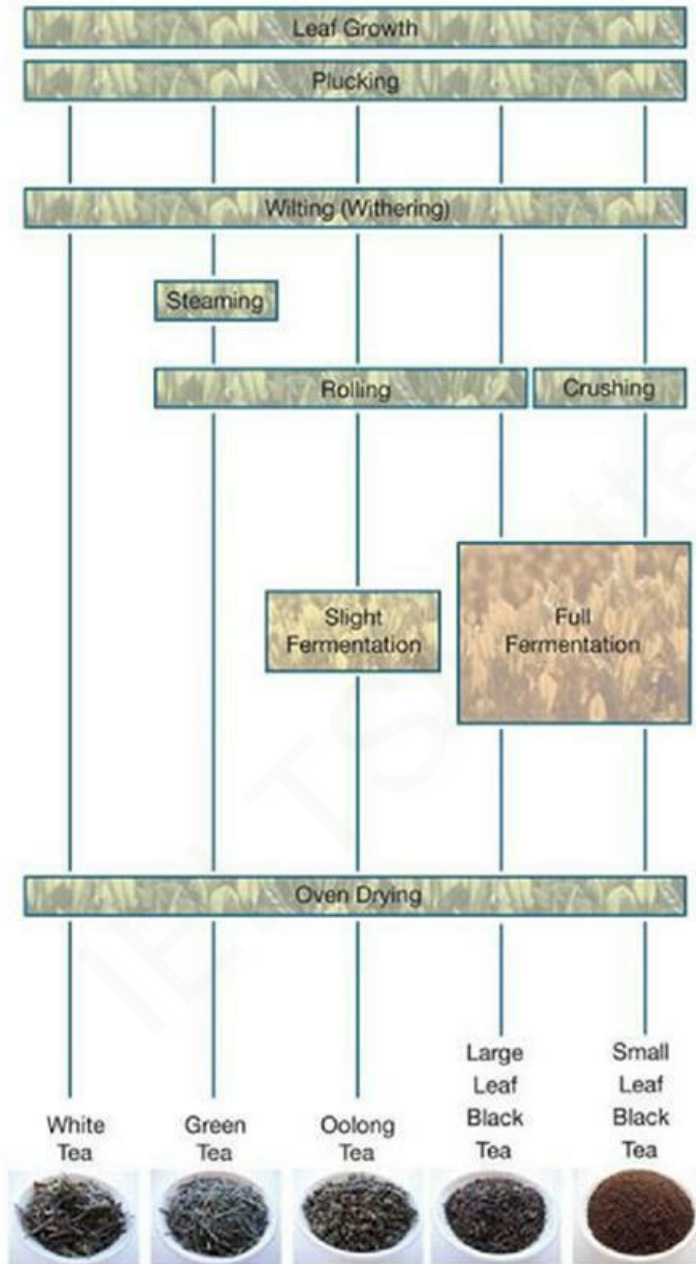 Leaf Growth
Plucking
Wilting (Withering)
Steaming
Rolling
Crushing
Slight
Fermentation
Full
Fermentation
Oven Drying
White
Tea
Green
Tea
Oolong
Tea
Large
Leaf
Black
Tea
Small
Leaf
Black
Tea